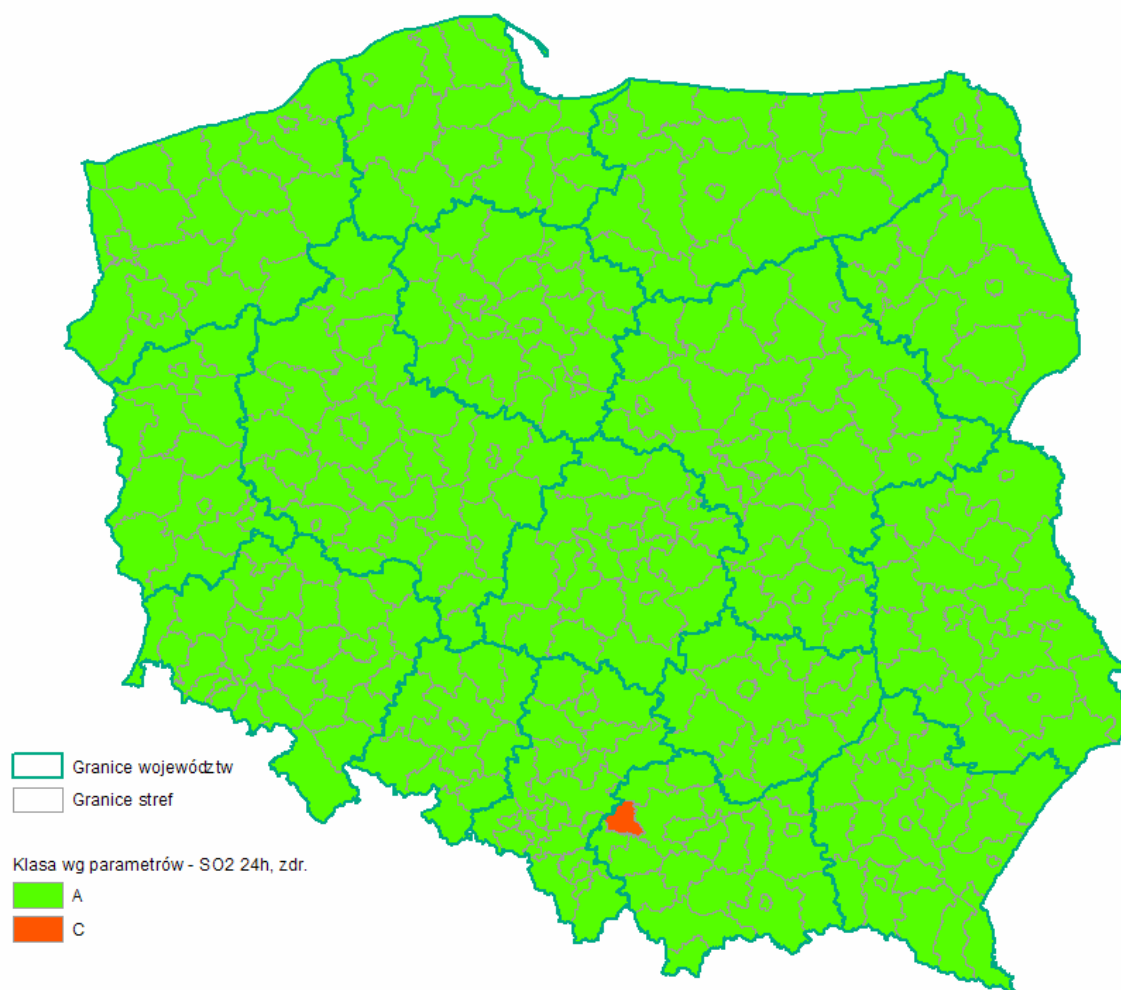 Granice województw
Granice stref
Klasa wg parametrów - SO2 24h, zdr.
A
C